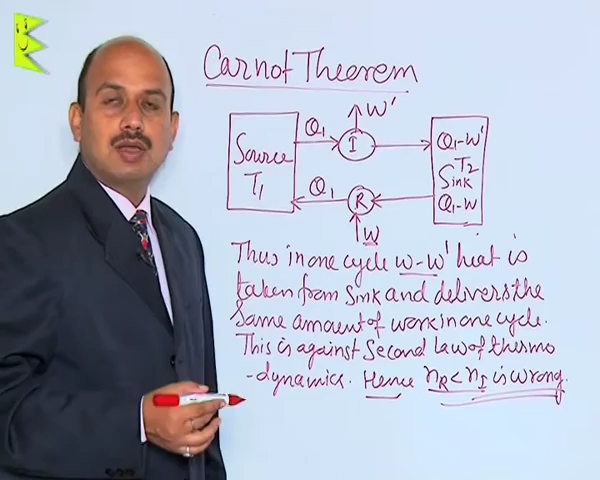 Carnot Theorem
W'
Q1
Source
T1
I
Q1-W'
T2
Sink
Q1-W
Q1
R
W
Thus in one cycle W-W' heat is
taken from Sink and delivers the
Same amount of work in one cycle.
This is against Second law of thermo
-dynamics. Hence ηR < ηI is wrong.